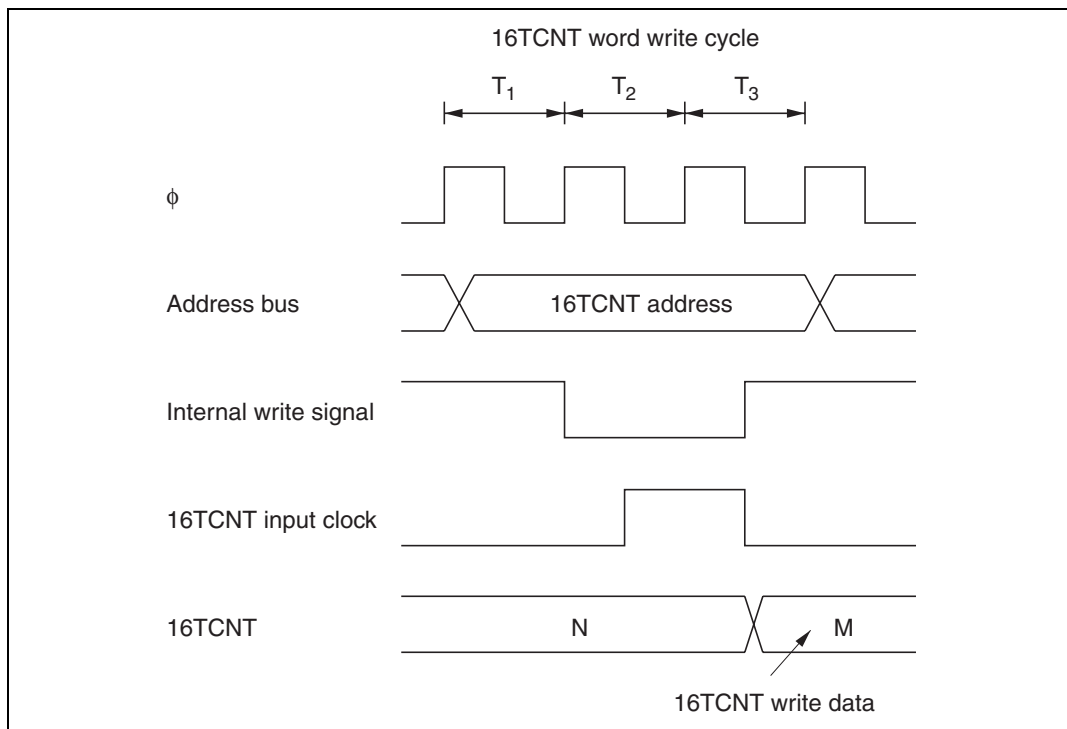 16TCNT word write cycle
T₁ T₂ T₃
ϕ
Address bus
16TCNT address
Internal write signal
16TCNT input clock
16TCNT
N
M
16TCNT write data